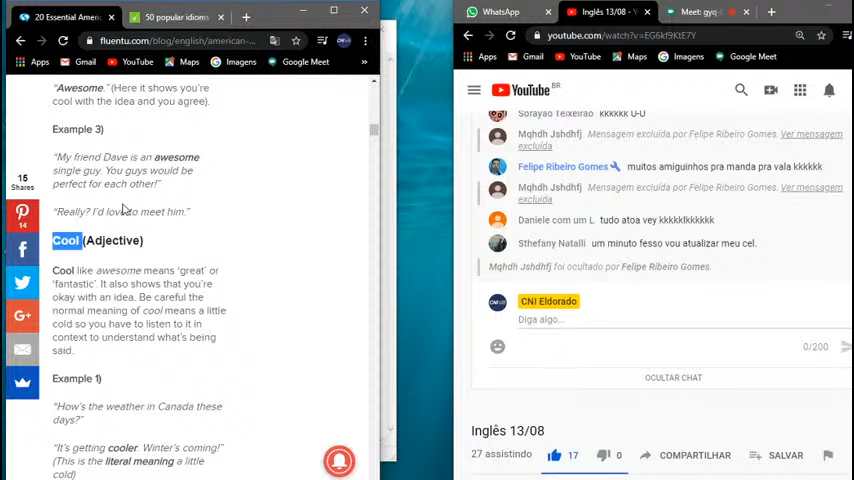 20 Essential Ame
50 popular idioms
fluentu.com/blog/english/american-...
Apps
Gmail
YouTube
Maps
Imagens
Google Meet
"Awesome." (Here it shows you're
cool with the idea and you agree).
Example 3)
"My friend Dave is an awesome
single guy. You guys would be
perfect for each other!"
"Really? I'd love to meet him."
15
Shares
14
Cool (Adjective)
Cool like awesome means 'great' or
'fantastic'. It also shows that you're
okay with an idea. Be careful the
normal meaning of cool means a little
cold so you have to listen to it in
context to understand what's being
said.
Example 1)
"How's the weather in Canada these
days?"
"It's getting cooler. Winter's coming!"
(This is the literal meaning a little
cold)
WhatsApp
Inglês 13/08 - 
Meet: gyq-
youtube.com/watch?v=EG6kf9KtE7Y
Apps
Gmail
YouTube
Maps
Imagens
Google Meet
YouTube BR
Sorayao Teixeirao kkkkkk U-U
Mqhdh Jshdhfj Mensagem excluída por Felipe Ribeiro Gomes. Ver mensagem
excluída
Felipe Ribeiro Gomes muitos amiguinhos pra manda pra vala kkkkkk
Mqhdh Jshdhfj Mensagem excluída por Felipe Ribeiro Gomes. Ver mensagem
excluída
Daniele com um L tudo atoa vey kkkkklkkkkkk
Sthefany Natalli um minuto fesso vou atualizar meu cel.
Mqhdh Jshdhfj foi ocultado por Felipe Ribeiro Gomes.
CNI Eldorado
Diga algo...
0/200
OCULTAR CHAT
Inglês 13/08
27 assistindo
17
0
COMPARTILHAR
SALVAR